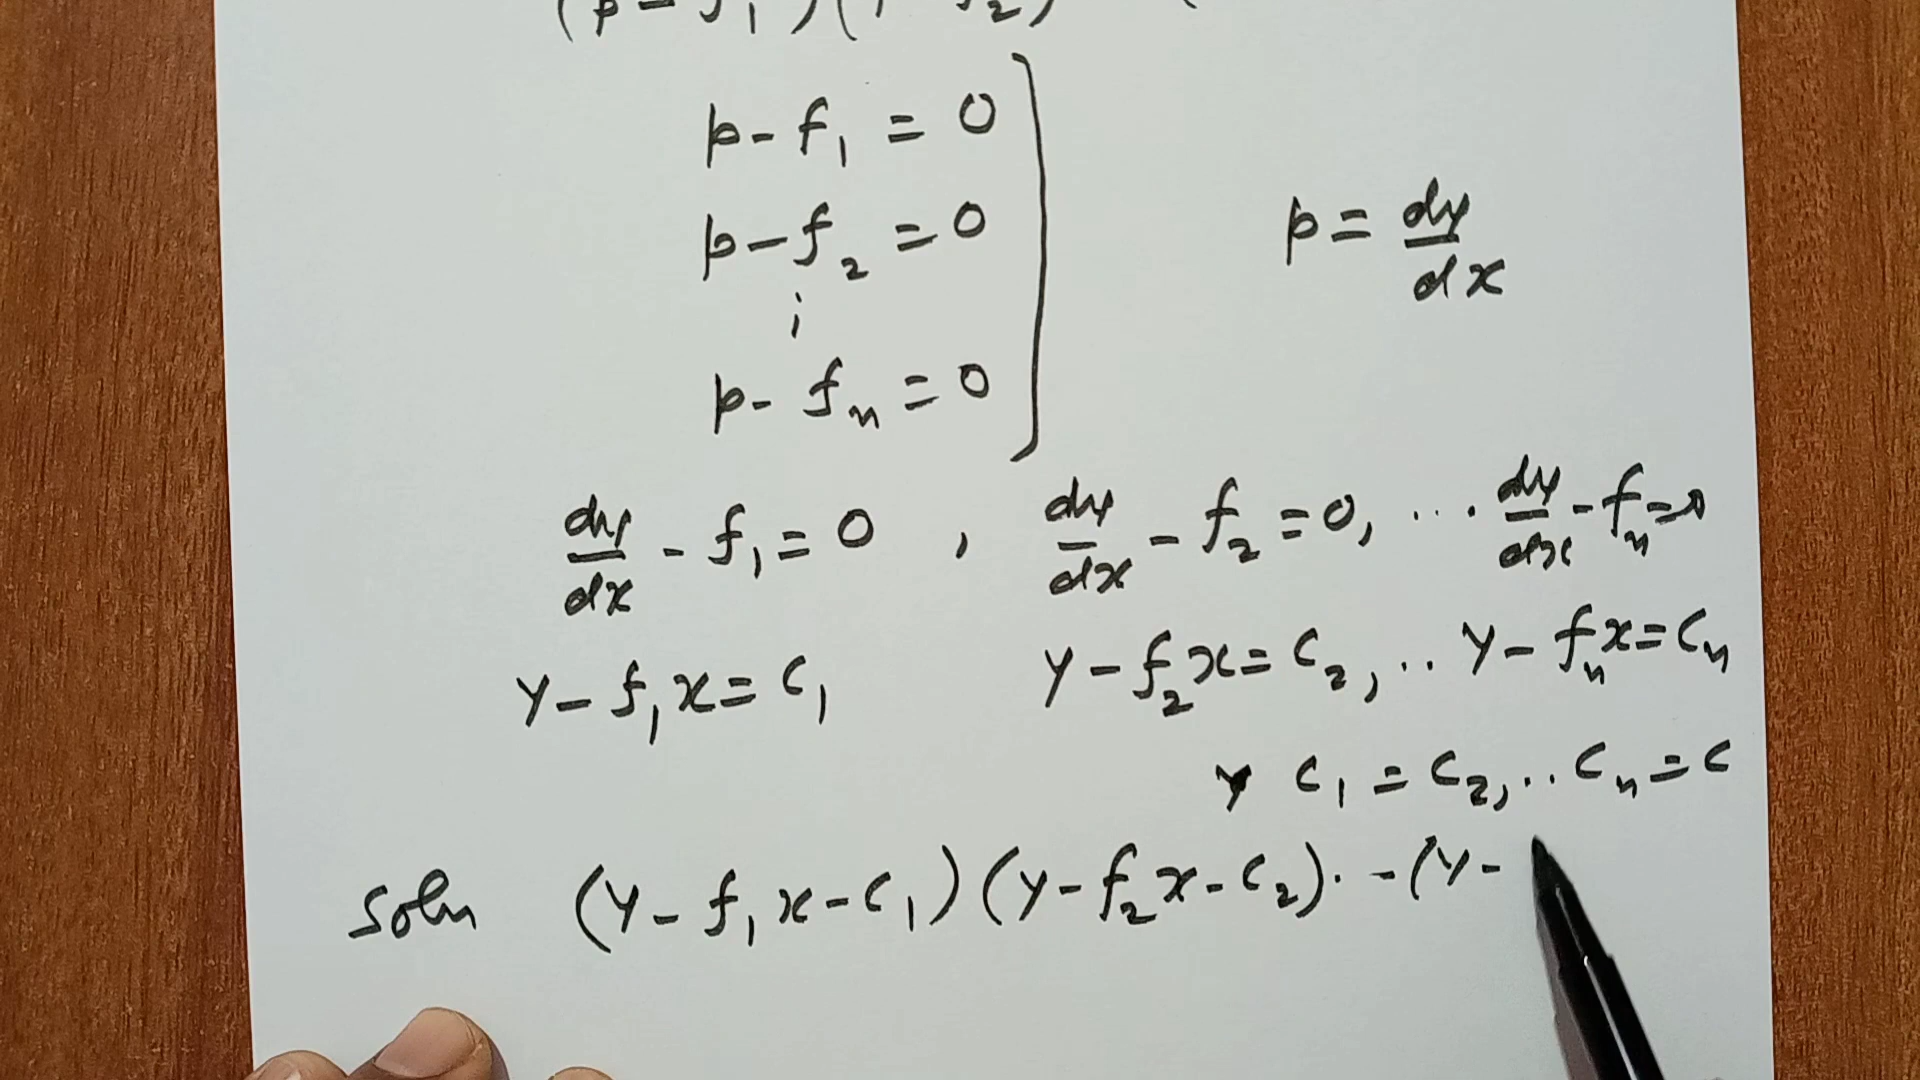 p - f₁ = 0
p - f₂ = 0
⋮
p - fₙ = 0
p = dy/dx
dy/dx - f₁ = 0 , dy/dx - f₂ = 0, ... dy/dx - fₙ = 0
y - f₁x = c₁ y - f₂x = c₂, .. y - fₙx = cₙ
c₁ = c₂, .. cₙ = c
Soln (y - f₁x - c₁)(y - f₂x - c₂). - (y -